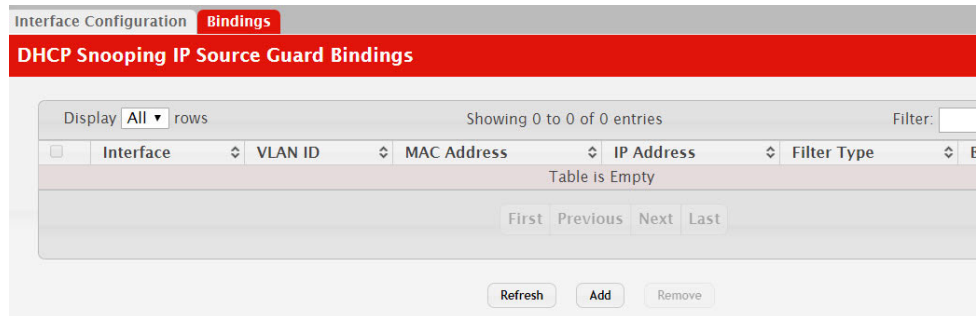 Interface Configuration Bindings
DHCP Snooping IP Source Guard Bindings
Display All rows Showing 0 to 0 of 0 entries Filter:
Interface VLAN ID MAC Address IP Address Filter Type
Table is Empty
First Previous Next Last
Refresh Add Remove